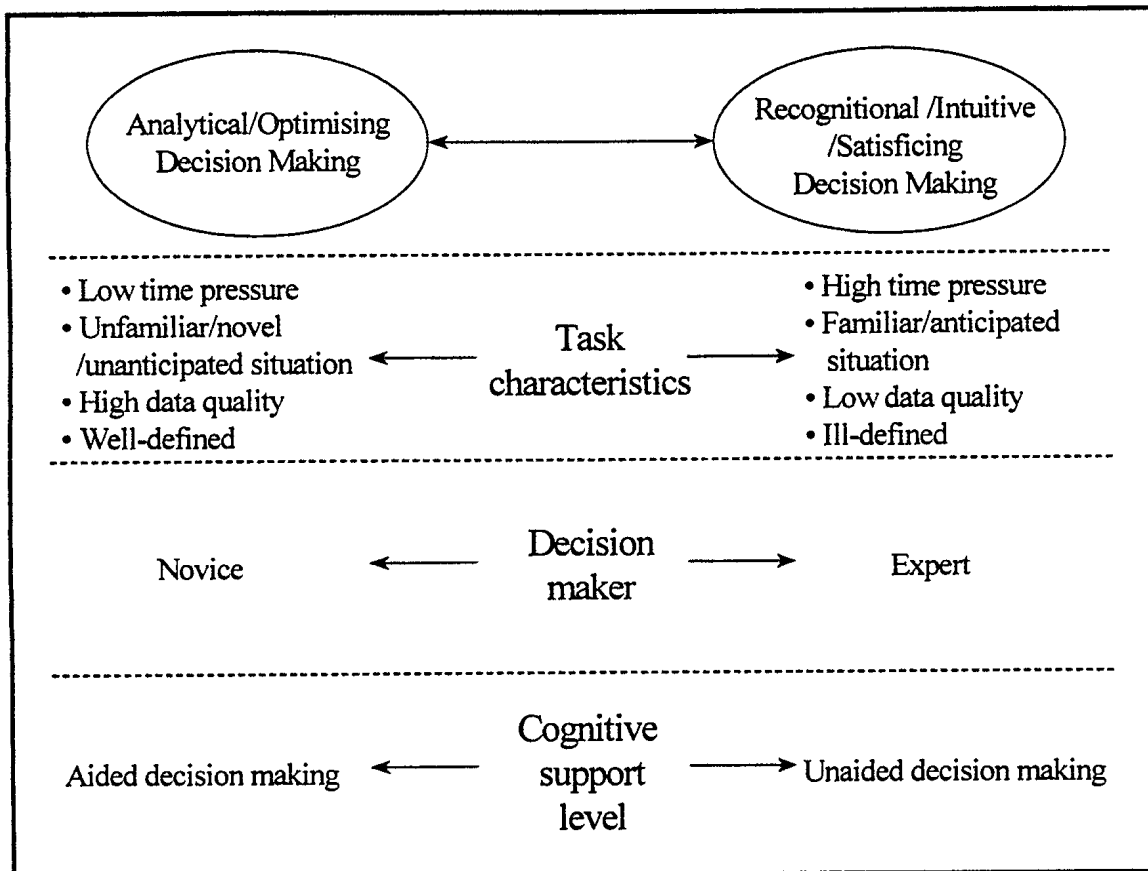 Analytical/Optimising
Decision Making
Recognitional /Intuitive
/Satisficing
Decision Making
• Low time pressure
• Unfamiliar/novel
/unanticipated situation
• High data quality
• Well-defined
Task
characteristics
• High time pressure
• Familiar/anticipated
situation
• Low data quality
• Ill-defined
Novice
Decision
maker
Expert
Aided decision making
Cognitive
support
level
Unaided decision making